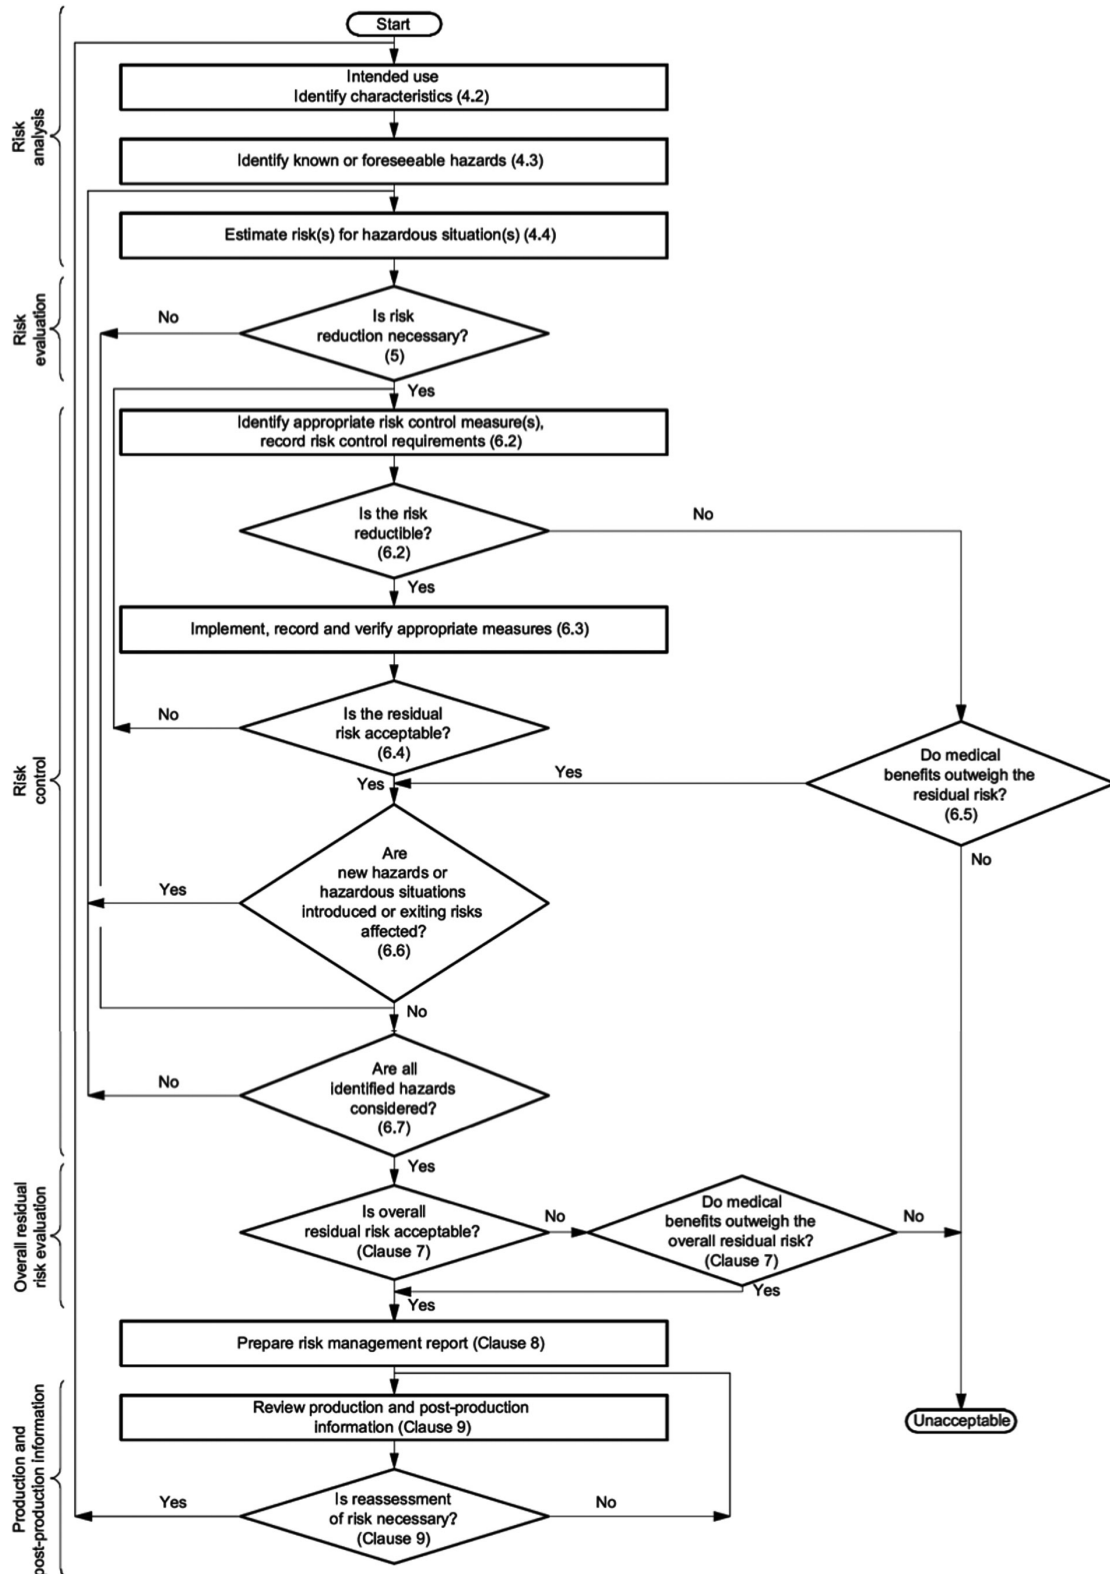 Start
Risk
analysis
Intended use
Identify characteristics (4.2)
Identify known or foreseeable hazards (4.3)
Estimate risk(s) for hazardous situation(s) (4.4)
Risk
evaluation
No
Is risk
reduction necessary?
(5)
Yes
Risk
control
Identify appropriate risk control measure(s),
record risk control requirements (6.2)
Is the risk
reductible?
(6.2)
No
Yes
Implement, record and verify appropriate measures (6.3)
No
Is the residual
risk acceptable?
(6.4)
Yes
Yes
Do medical
benefits outweigh the
residual risk?
(6.5)
No
Yes
Are
new hazards or
hazardous situations
introduced or exiting risks
affected?
(6.6)
No
No
Are all
identified hazards
considered?
(6.7)
Yes
Overall residual
risk evaluation
Is overall
residual risk acceptable?
(Clause 7)
No
Do medical
benefits outweigh the
overall residual risk?
(Clause 7)
No
Yes
Yes
Prepare risk management report (Clause 8)
Production and
post-production information
Review production and post-production
information (Clause 9)
Unacceptable
Yes
Is reassessment
of risk necessary?
(Clause 9)
No